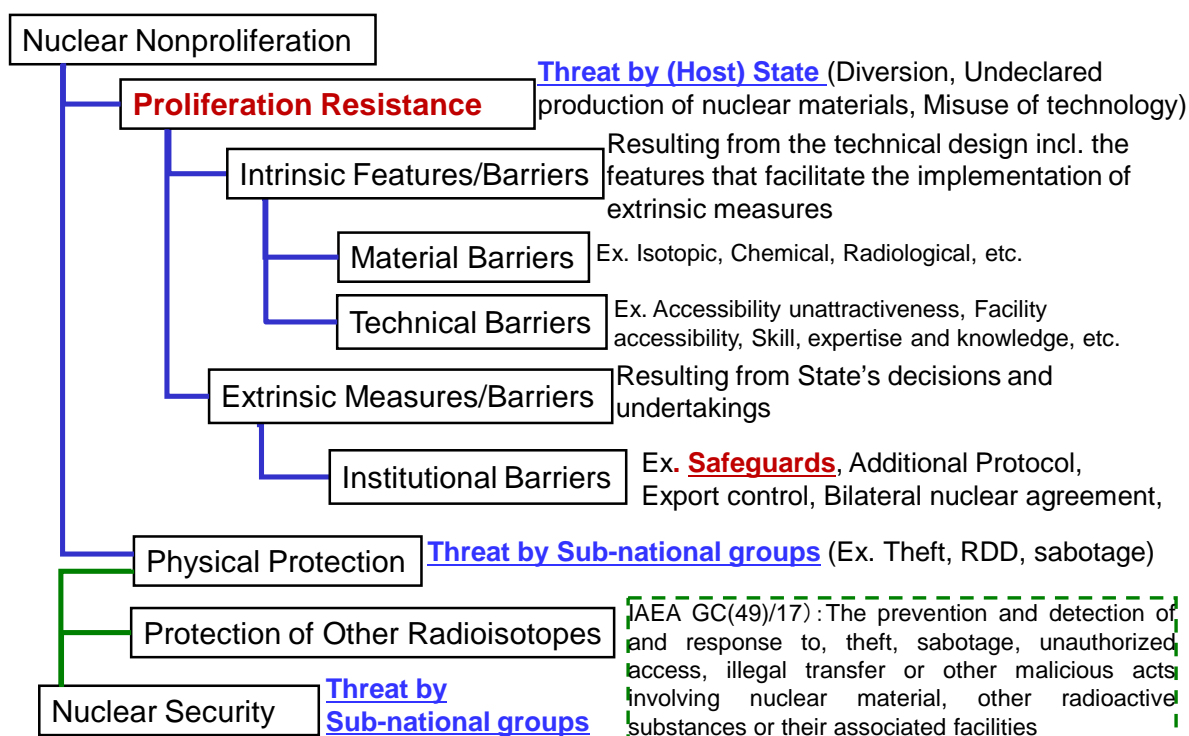 Nuclear Nonproliferation
Threat by (Host) State (Diversion, Undeclared
production of nuclear materials, Misuse of technology)
Proliferation Resistance
Intrinsic Features/Barriers
Resulting from the technical design incl. the
features that facilitate the implementation of
extrinsic measures
Material Barriers
Ex. Isotopic, Chemical, Radiological, etc.
Technical Barriers
Ex. Accessibility unattractiveness, Facility
accessibility, Skill, expertise and knowledge, etc.
Extrinsic Measures/Barriers
Resulting from State's decisions and
undertakings
Institutional Barriers
Ex. Safeguards, Additional Protocol,
Export control, Bilateral nuclear agreement,
Physical Protection
Threat by Sub-national groups (Ex. Theft, RDD, sabotage)
Protection of Other Radioisotopes
IAEA GC(49)/17）: The prevention and detection of
and response to, theft, sabotage, unauthorized
access, illegal transfer or other malicious acts
involving nuclear material, other radioactive
substances or their associated facilities
Nuclear Security
Threat by
Sub-national groups